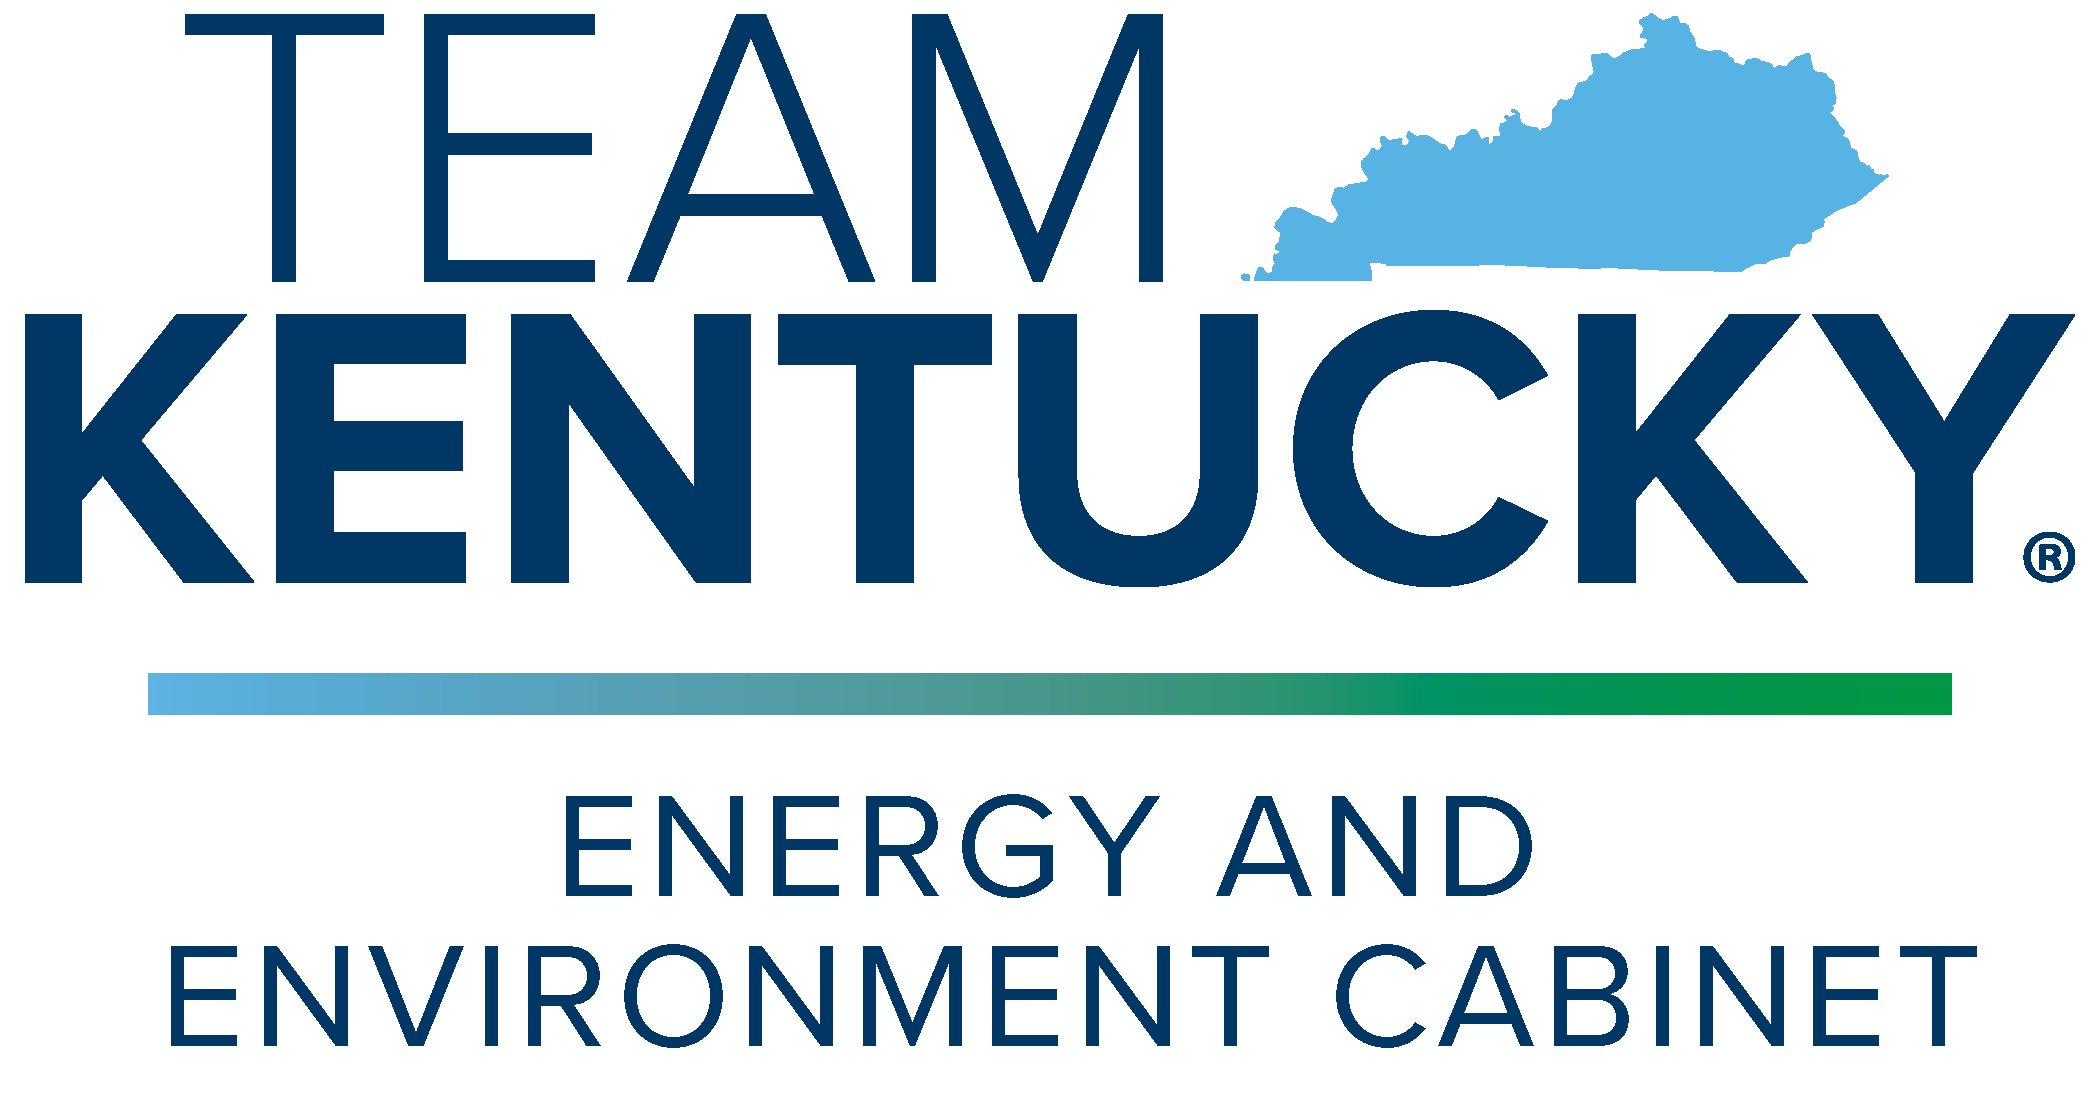 TEAM
KENTUCKY®
ENERGY AND
ENVIRONMENT CABINET